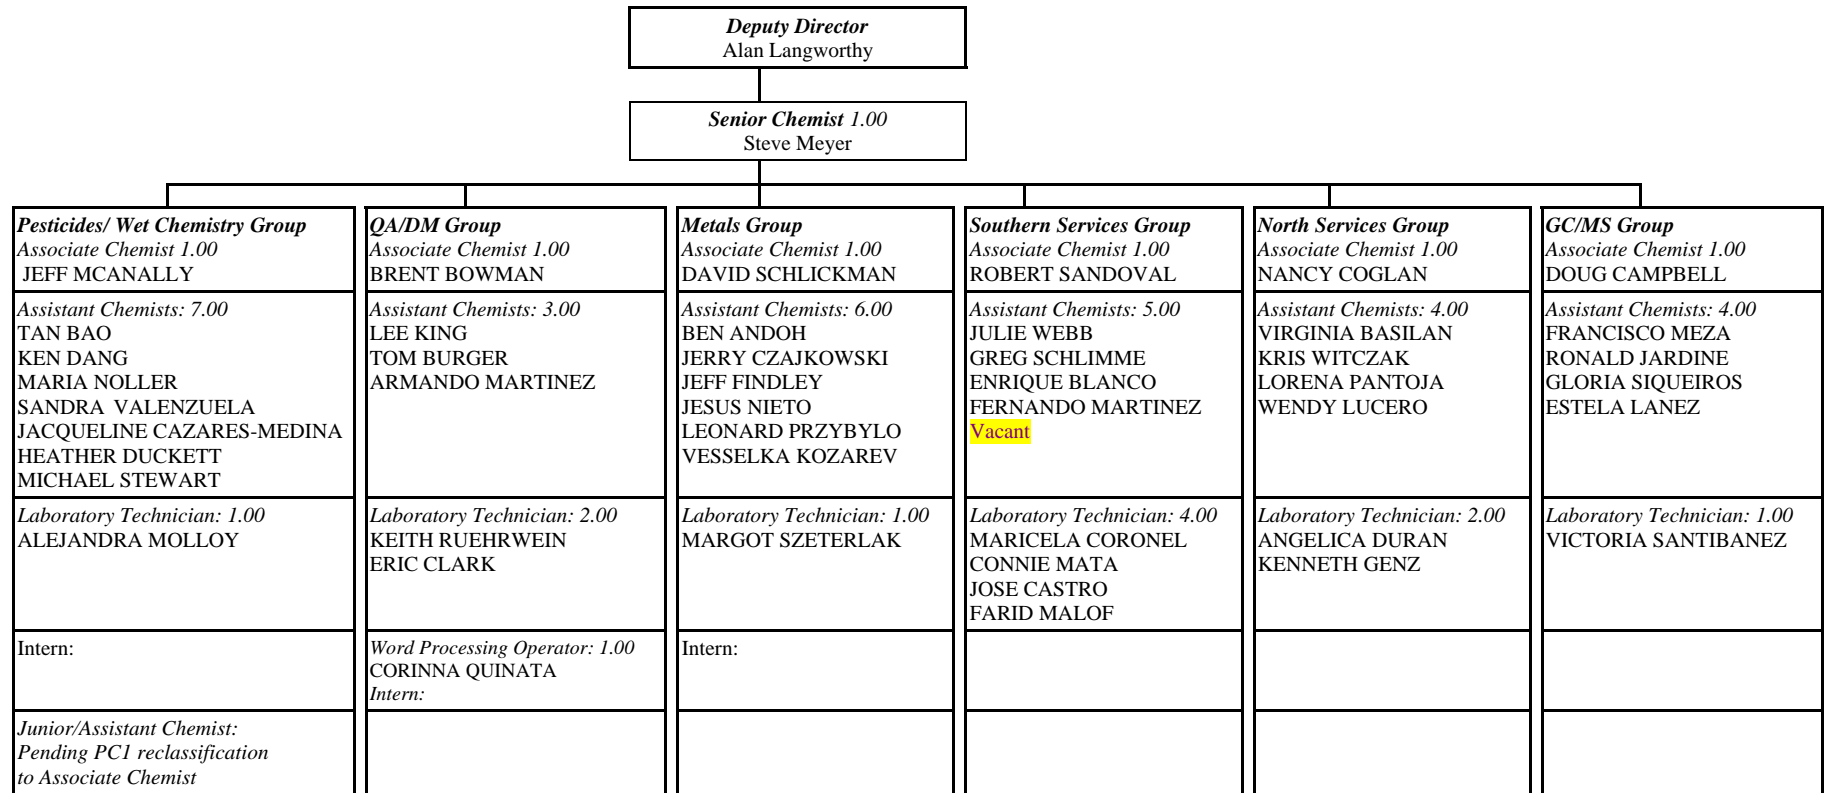 Deputy Director
Alan Langworthy
Senior Chemist 1.00
Steve Meyer
Pesticides/ Wet Chemistry Group
Associate Chemist 1.00
JEFF MCANALLY
Assistant Chemists: 7.00
TAN BAO
KEN DANG
MARIA NOLLER
SANDRA VALENZUELA
JACQUELINE CAZARES-MEDINA
HEATHER DUCKETT
MICHAEL STEWART
Laboratory Technician: 1.00
ALEJANDRA MOLLOY
Intern:
Junior/Assistant Chemist:
Pending PC1 reclassification
to Associate Chemist
QA/DM Group
Associate Chemist 1.00
BRENT BOWMAN
Assistant Chemists: 3.00
LEE KING
TOM BURGER
ARMANDO MARTINEZ
Laboratory Technician: 2.00
KEITH RUEHRWEIN
ERIC CLARK
Word Processing Operator: 1.00
CORINNA QUINATA
Intern:
Metals Group
Associate Chemist 1.00
DAVID SCHLICKMAN
Assistant Chemists: 6.00
BEN ANDOH
JERRY CZAJKOWSKI
JEFF FINDLEY
JESUS NIETO
LEONARD PRZYBYLO
VESSELKA KOZAREV
Laboratory Technician: 1.00
MARGOT SZETERLAK
Intern:
Southern Services Group
Associate Chemist 1.00
ROBERT SANDOVAL
Assistant Chemists: 5.00
JULIE WEBB
GREG SCHLIMME
ENRIQUE BLANCO
FERNANDO MARTINEZ
Vacant
Laboratory Technician: 4.00
MARICELA CORONEL
CONNIE MATA
JOSE CASTRO
FARID MALOF
North Services Group
Associate Chemist 1.00
NANCY COGLAN
Assistant Chemists: 4.00
VIRGINIA BASILAN
KRIS WITCZAK
LORENA PANTOJA
WENDY LUCERO
Laboratory Technician: 2.00
ANGELICA DURAN
KENNETH GENZ
GC/MS Group
Associate Chemist 1.00
DOUG CAMPBELL
Assistant Chemists: 4.00
FRANCISCO MEZA
RONALD JARDINE
GLORIA SIQUEIROS
ESTELA LANEZ
Laboratory Technician: 1.00
VICTORIA SANTIBANEZ